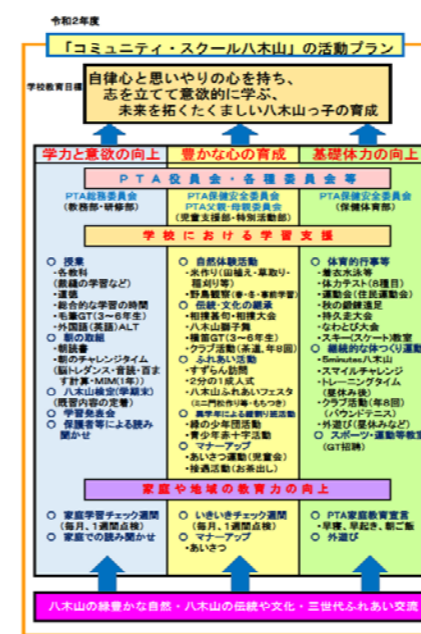 令和2年度
「コミュニティ・スクール八木山」の活動プラン
学校教育目標
自律心と思いやりの心を持ち、
志を立てて意欲的に学ぶ、
未来を拓くたくましい八木山っ子の育成
学力と意欲の向上
豊かな心の育成
基礎体力の向上
PTA役員会・各種委員会等
PTA総務委員会
(教務部・研修部)
PTA保健安全委員会
PTA父親・母親委員会
(児童支援部・特別活動部)
PTA保健安全委員会
(保健体育部)
学校における学習支援
○ 授業
・各教科
(裁縫の学習など)
・道徳
・総合的な学習の時間
・毛筆GT(3~6年生)
・外国語(英語)ALT
○ 朝の取組
・朝読書
・朝のチャレンジタイム
(脳トレダンス・音読・百ます計算・MIM(1年))
○ 八木山検定(学期末)
(既習内容の定着)
○ 学習発表会
○ 保護者等による読み聞かせ
○ 自然体験活動
・米作り(田植え・草取り・稲刈り等)
・野鳥観察(春・冬・事前学習)
○ 伝統・文化の継承
・相撲甚句・相撲大会
・八木山獅子舞
・横笛GT(3~6年生)
・クラブ活動(茶道、年8回)
○ ふれあい活動
・すずらん訪問
・2分の1成人式
・八木山ふれあいフェスタ
(ミニ門松作り等・もちつき)
○ 異学年による縦割り班活動
・緑の少年団活動
・青少年赤十字活動
○ マナーアップ
・あいさつ運動(児童会)
・接遇活動(お茶出し)
○ 体育的行事等
・着衣水泳等
・体力テスト(8種目)
・運動会(住民運動会)
・秋の鍛錬遠足
・持久走大会
・なわとび大会
・スキー(スケート)教室
○ 継続的な体つくり運動
・5minutes八木山
・スマイルチャレンジ
・トレーニングタイム
(昼休み後)
・クラブ活動(年8回)
(バウンドテニス)
・外遊び(昼休みなど)
○ スポーツ・運動等教室
(GT招聘)
家庭や地域の教育力の向上
○ 家庭学習チェック週間
(毎月、1週間点検)
○ 家庭での読み聞かせ
○ いきいきチェック週間
(毎月、1週間点検)
○ マナーアップ
・あいさつ
○ PTA家庭教育宣言
・早寝、早起き、朝ご飯
○ 外遊び
八木山の緑豊かな自然・八木山の伝統や文化・三世代ふれあい交流